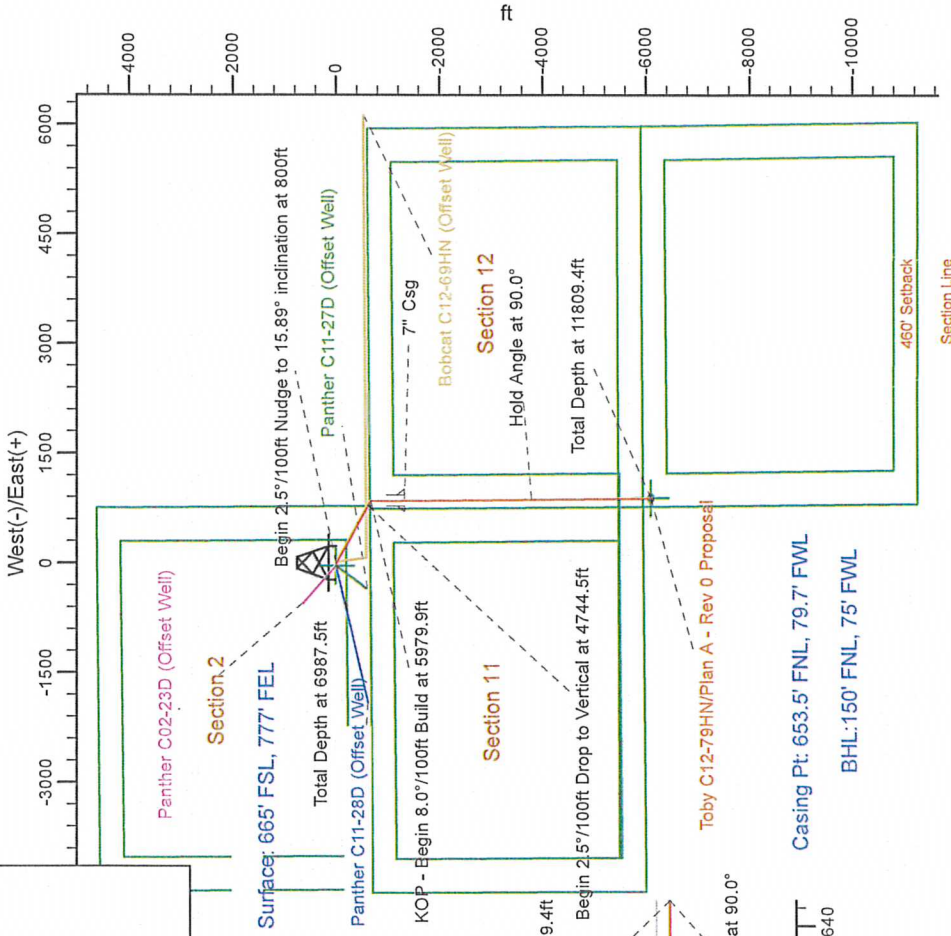 West(-)/East(+)
-3000
-1500
0
1500
3000
4500
6000
ft
4000
2000
0
-2000
-4000
-6000
-8000
-10000
Panther C02-23D (Offset Well)
Section 2
Surface: 665' FSL, 777' FEL
Total Depth at 6987.5ft
Panther C11-28D (Offset Well)
Begin 2.5°/100ft Nudge to 15.89° inclination at 800ft
Panther C11-27D (Offset Well)
7" Csg
Bobcat C12-69HN (Offset Well)
KOP - Begin 8.0°/100ft Build at 5979.9ft
Section 11
Section 12
Hold Angle at 90.0°
Begin 2.5°/100ft Drop to Vertical at 4744.5ft
Total Depth at 11809.4ft
9.4ft
Toby C12-79HN/Plan A - Rev 0 Proposal
at 90.0°
Casing Pt: 653.5' FNL, 79.7' FWL
BHL:150' FNL, 75' FWL
640
460' Setback
Section Line